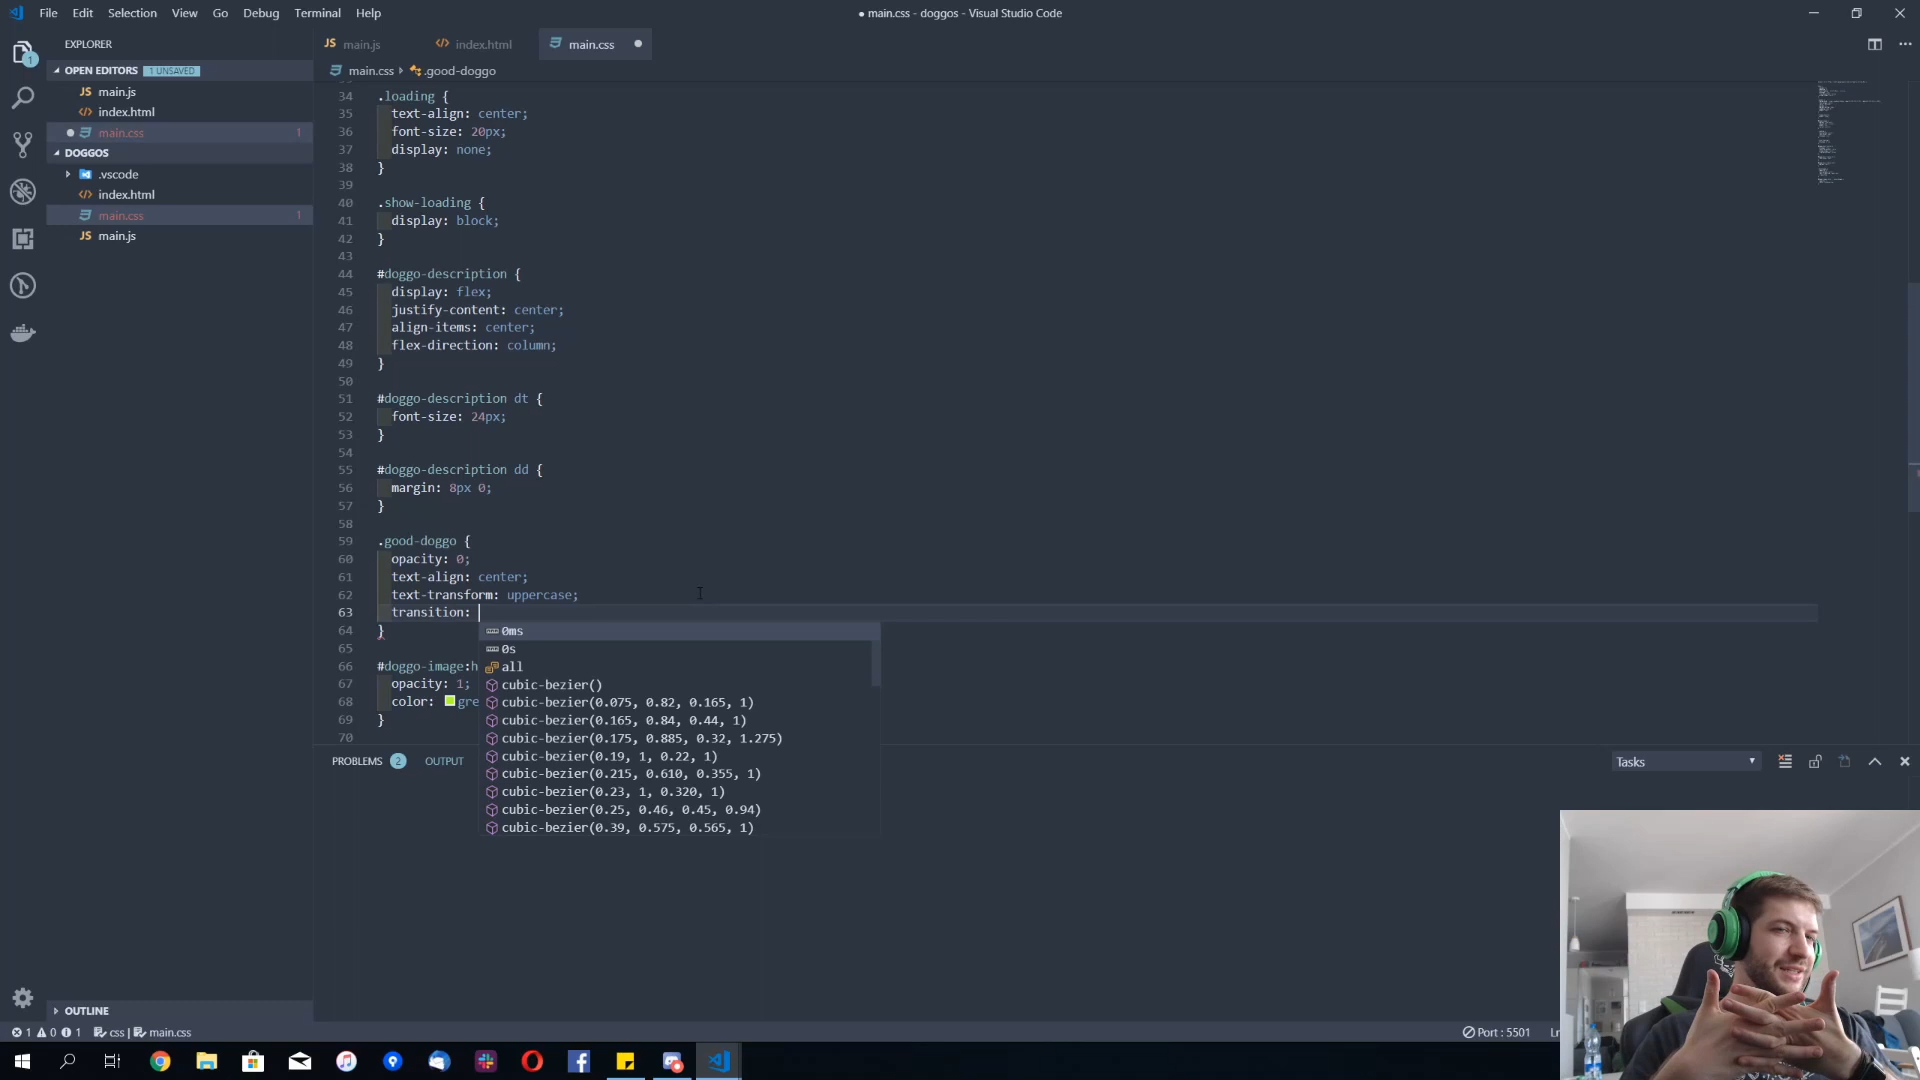 File Edit Selection View Go Debug Terminal Help
● main.css - doggos - Visual Studio Code
EXPLORER
OPEN EDITORS 1 UNSAVED
JS main.js
<> index.html
main.css 1
DOGGOS
.vscode
<> index.html
main.css 1
JS main.js
OUTLINE
1
JS main.js <> index.html main.css
main.css › .good-doggo
34 .loading {
35 text-align: center;
36 font-size: 20px;
37 display: none;
38 }
39
40 .show-loading {
41 display: block;
42 }
43
44 #doggo-description {
45 display: flex;
46 justify-content: center;
47 align-items: center;
48 flex-direction: column;
49 }
50
51 #doggo-description dt {
52 font-size: 24px;
53 }
54
55 #doggo-description dd {
56 margin: 8px 0;
57 }
58
59 .good-doggo {
60 opacity: 0;
61 text-align: center;
62 text-transform: uppercase;
63 transition:
64 }
65
66 #doggo-image:h
67 opacity: 1;
68 color: gre
69 }
70
0ms
0s
all
cubic-bezier()
cubic-bezier(0.075, 0.82, 0.165, 1)
cubic-bezier(0.165, 0.84, 0.44, 1)
cubic-bezier(0.175, 0.885, 0.32, 1.275)
cubic-bezier(0.19, 1, 0.22, 1)
cubic-bezier(0.215, 0.610, 0.355, 1)
cubic-bezier(0.23, 1, 0.320, 1)
cubic-bezier(0.25, 0.46, 0.45, 0.94)
cubic-bezier(0.39, 0.575, 0.565, 1)
PROBLEMS 2 OUTPUT
Tasks
1 0 1 css | main.css
Port : 5501 Ln